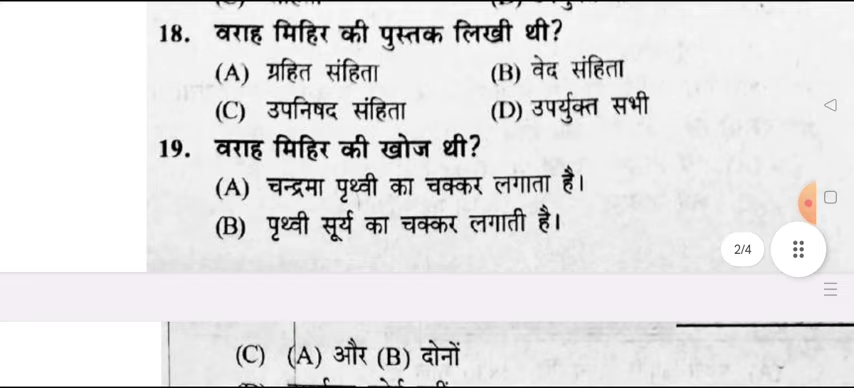 18. वराह मिहिर की पुस्तक लिखी थी?
(A) ग्रहित संहिता (B) वेद संहिता
(C) उपनिषद संहिता (D) उपर्युक्त सभी
19. वराह मिहिर की खोज थी?
(A) चन्द्रमा पृथ्वी का चक्कर लगाता है।
(B) पृथ्वी सूर्य का चक्कर लगाती है।
2/4
(C) (A) और (B) दोनों